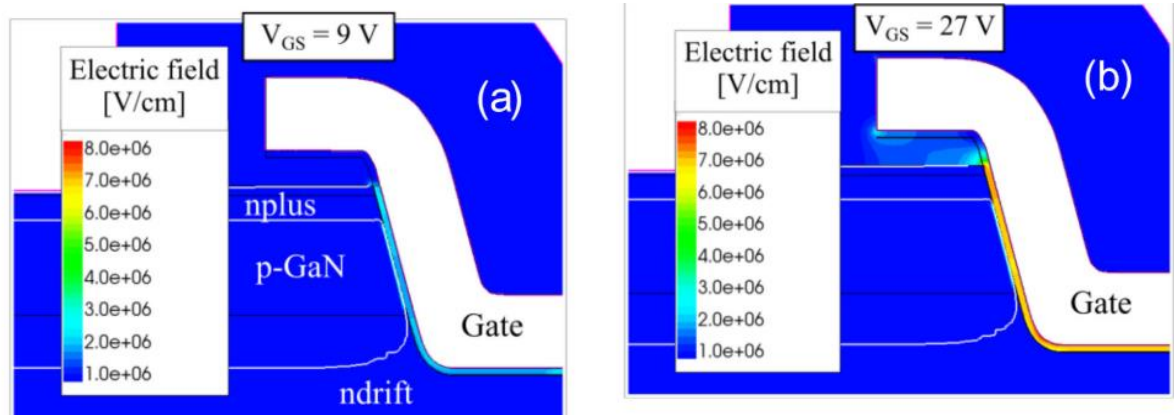 V_GS = 9 V
Electric field
[V/cm]
(a)
8.0e+06
7.0e+06
6.0e+06
5.0e+06
4.0e+06
3.0e+06
2.0e+06
1.0e+06
nplus
p-GaN
Gate
ndrift
V_GS = 27 V
Electric field
[V/cm]
(b)
8.0e+06
7.0e+06
6.0e+06
5.0e+06
4.0e+06
3.0e+06
2.0e+06
1.0e+06
Gate